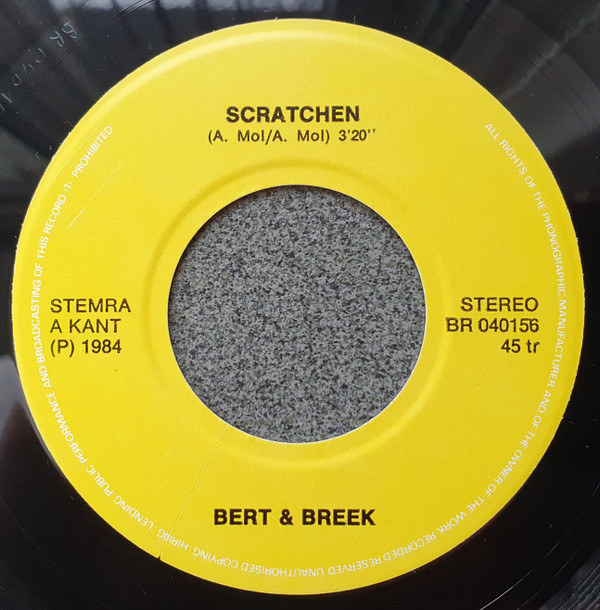 SCRATCHEN
(A. Mol/A. Mol) 3'20''
STEMRA
A KANT
(P) 1984
STEREO
BR 040156
45 tr
BERT & BREEK
ALL RIGHTS OF THE PHONOGRAPHIC MANUFACTURER AND OF THE OWNER OF THE WORK RECORDED RESERVED UNAUTHORISED COPYING HIRING LENDING PUBLIC PERFORMANCE AND BROADCASTING OF THIS RECORD PROHIBITED